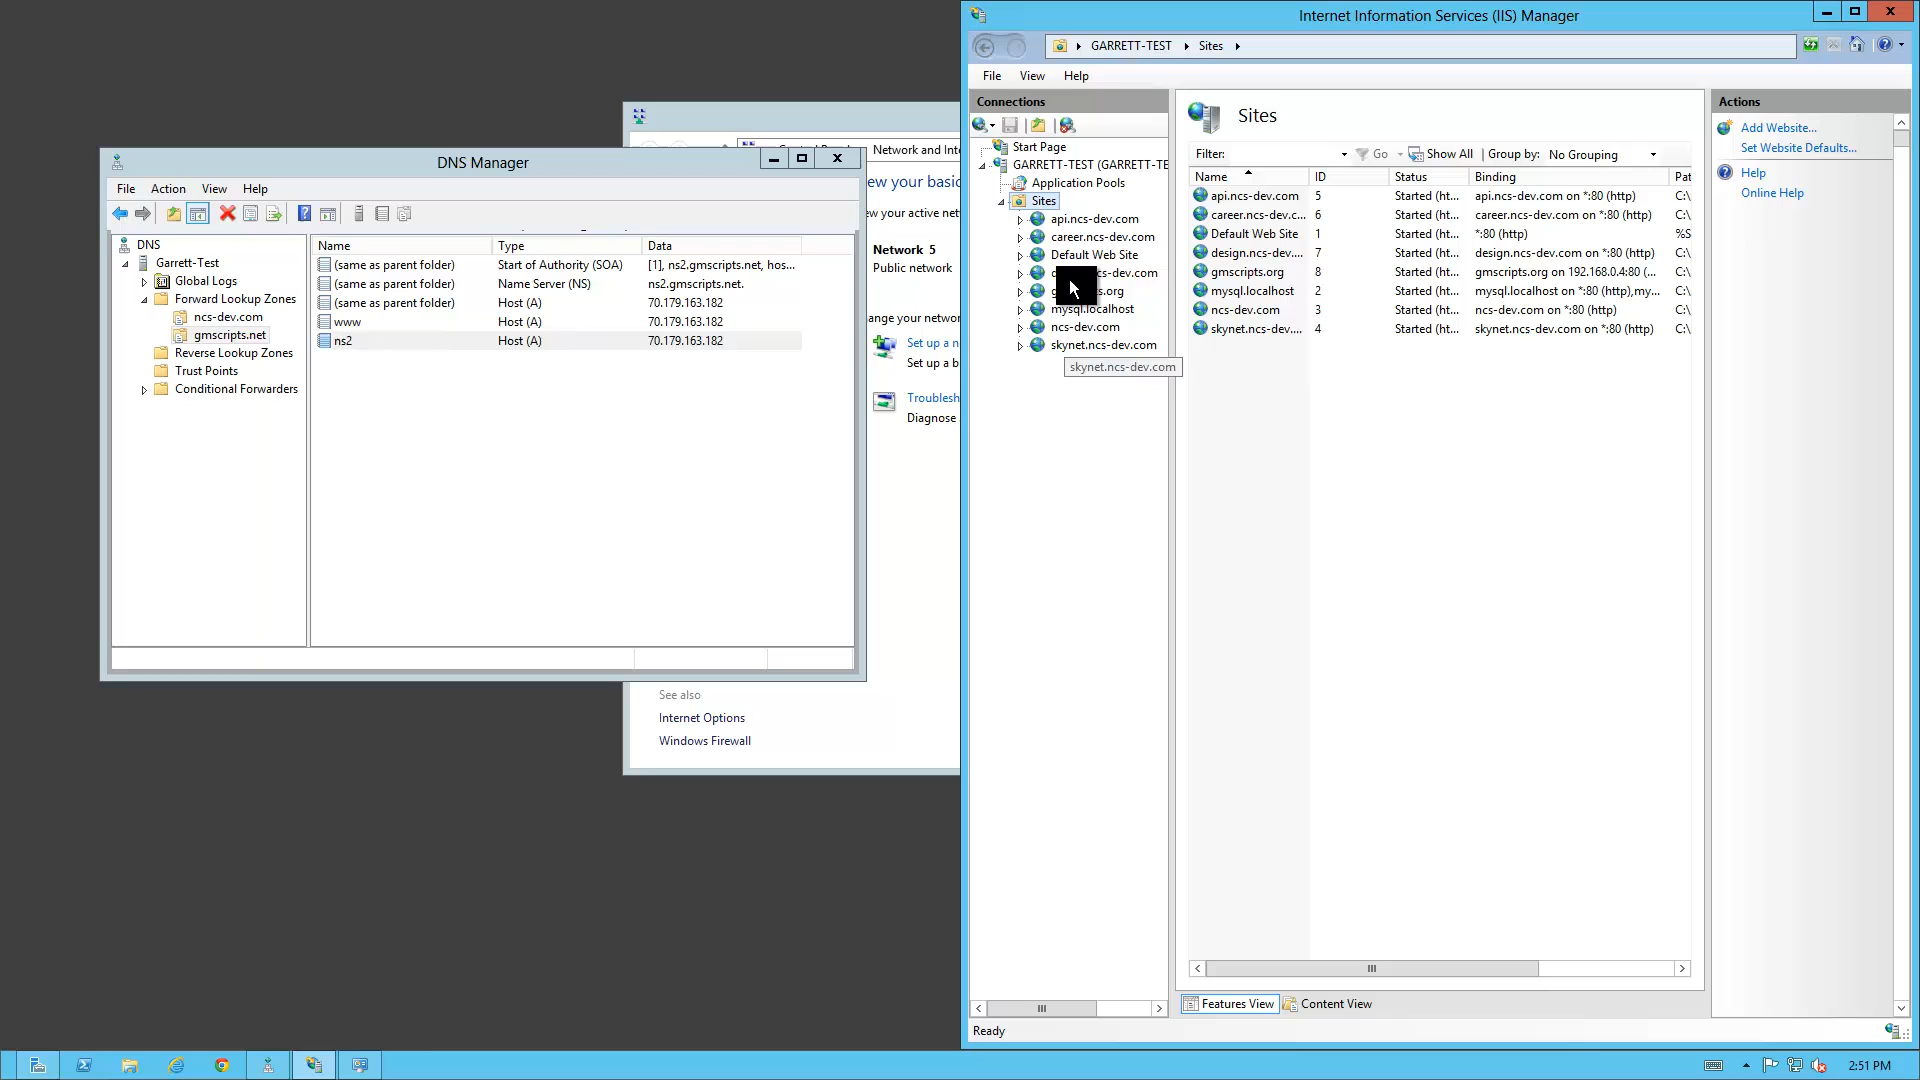 Internet Information Services (IIS) Manager
GARRETT-TEST
Sites
File
View
Help
Connections
Start Page
GARRETT-TEST (GARRETT-TE
Application Pools
Sites
api.ncs-dev.com
career.ncs-dev.com
Default Web Site
cs-dev.com
.org
mysql.localhost
ncs-dev.com
skynet.ncs-dev.com
skynet.ncs-dev.com
Sites
Filter:
Go
Show All
Group by:
No Grouping
Name ID Status Binding Pat
api.ncs-dev.com 5 Started (ht... api.ncs-dev.com on *:80 (http) C:\
career.ncs-dev.c... 6 Started (ht... career.ncs-dev.com on *:80 (http) C:\
Default Web Site 1 Started (ht... *:80 (http) %S
design.ncs-dev.... 7 Started (ht... design.ncs-dev.com on *:80 (http) C:\
gmscripts.org 8 Started (ht... gmscripts.org on 192.168.0.4:80 (... C:\
mysql.localhost 2 Started (ht... mysql.localhost on *:80 (http),my... C:\
ncs-dev.com 3 Started (ht... ncs-dev.com on *:80 (http) C:\
skynet.ncs-dev.... 4 Started (ht... skynet.ncs-dev.com on *:80 (http) C:\
Features View
Content View
Ready
Actions
Add Website...
Set Website Defaults...
Help
Online Help
DNS Manager
File
Action
View
Help
DNS
Garrett-Test
Global Logs
Forward Lookup Zones
ncs-dev.com
gmscripts.net
Reverse Lookup Zones
Trust Points
Conditional Forwarders
Name Type Data
(same as parent folder) Start of Authority (SOA) [1], ns2.gmscripts.net, hos...
(same as parent folder) Name Server (NS) ns2.gmscripts.net.
(same as parent folder) Host (A) 70.179.163.182
www Host (A) 70.179.163.182
ns2 Host (A) 70.179.163.182
Network and Inte
ew your basic
ew your active net
Network 5
Public network
ange your networ
Set up a n
Set up a b
Troublesh
Diagnose
See also
Internet Options
Windows Firewall
2:51 PM